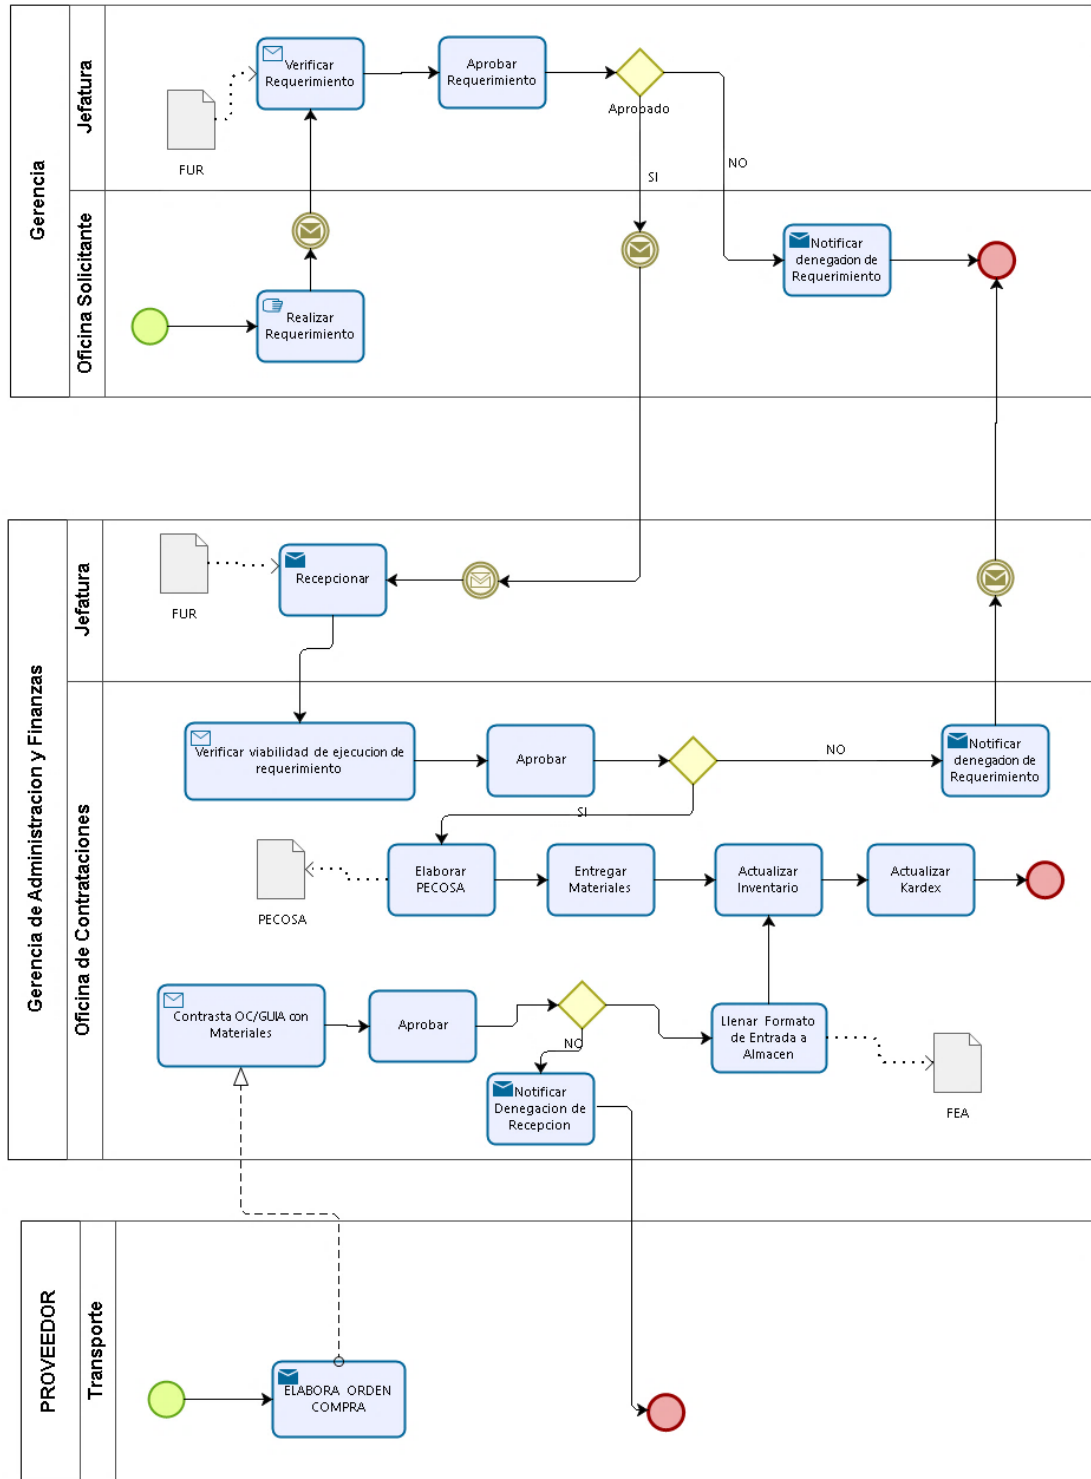 Gerencia
Jefatura
Verificar
Requerimiento
Aprobar
Requerimiento
Aprobado
FUR
SI
NO
Oficina Solicitante
Realizar
Requerimiento
Notificar
denegacion de
Requerimiento
Gerencia de Administracion y Finanzas
Jefatura
FUR
Recepcionar
Oficina de Contrataciones
Verificar viabilidad de ejecucion de
requerimiento
Aprobar
NO
Notificar
denegacion de
Requerimiento
SI
PECOSA
Elaborar
PECOSA
Entregar
Materiales
Actualizar
Inventario
Actualizar
Kardex
Contrasta OC/GUIA con
Materiales
Aprobar
NO
Llenar Formato
de Entrada a
Almacen
Notificar
Denegacion de
Recepcion
FEA
PROVEEDOR
Transporte
ELABORA ORDEN
COMPRA